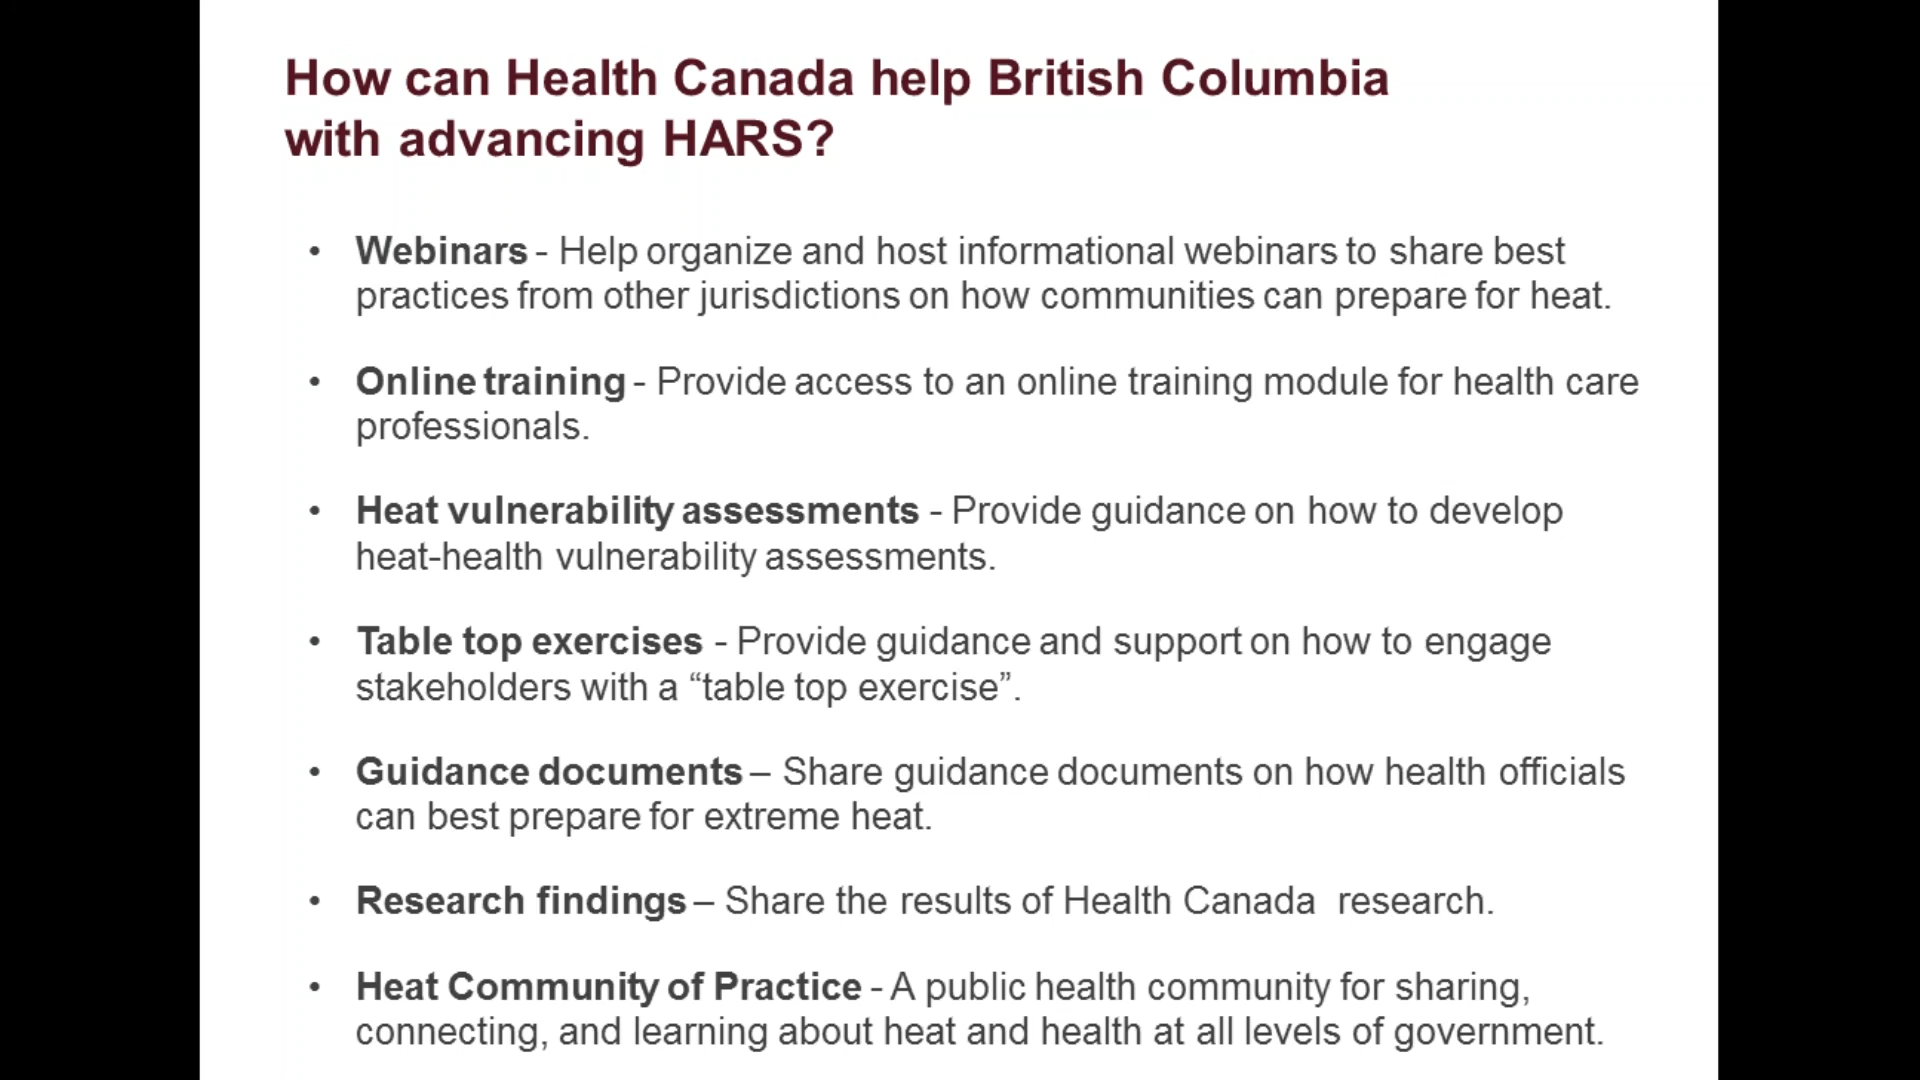 How can Health Canada help British Columbia
with advancing HARS?
• Webinars - Help organize and host informational webinars to share best
practices from other jurisdictions on how communities can prepare for heat.
• Online training - Provide access to an online training module for health care
professionals.
• Heat vulnerability assessments - Provide guidance on how to develop
heat-health vulnerability assessments.
• Table top exercises - Provide guidance and support on how to engage
stakeholders with a “table top exercise”.
• Guidance documents – Share guidance documents on how health officials
can best prepare for extreme heat.
• Research findings – Share the results of Health Canada  research.
• Heat Community of Practice - A public health community for sharing,
connecting, and learning about heat and health at all levels of government.